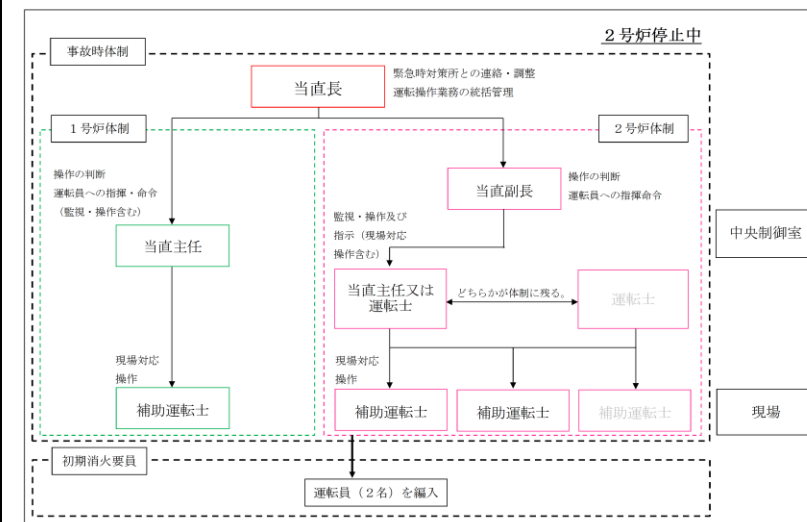 2号炉停止中
事故時体制
当直長
緊急時対策所との連絡・調整
運転操作業務の統括管理
1号炉体制
2号炉体制
操作の判断
運転員への指揮・命令
（監視・操作含む）
当直副長
操作の判断
運転員への指揮命令
当直主任
監視・操作及び
指示（現場対応
操作含む）
中央制御室
当直主任又は
運転士
どちらかが体制に残る。
運転士
現場対応
操作
現場対応
操作
補助運転士
補助運転士
補助運転士
補助運転士
現場
初期消火要員
運転員（2名）を編入